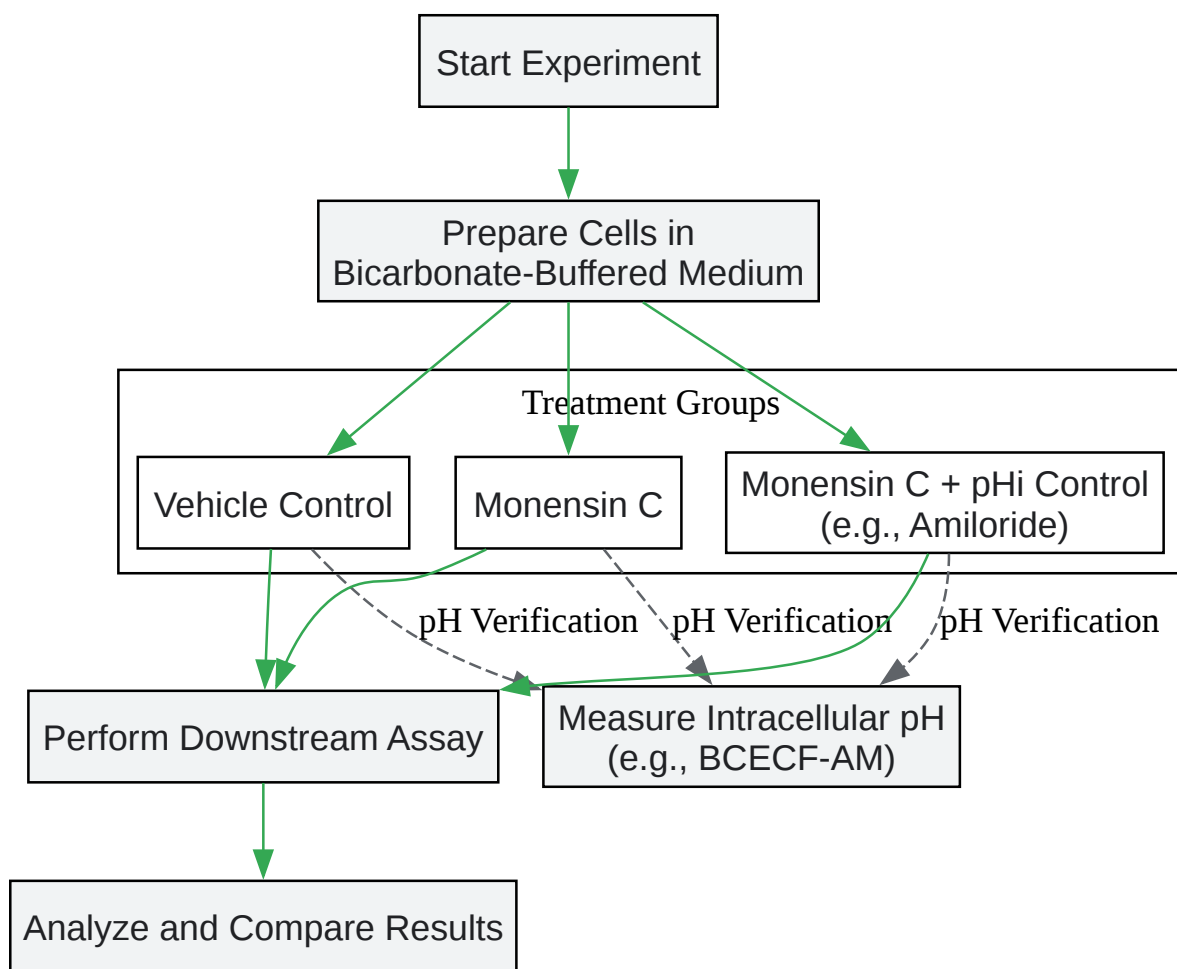 Start Experiment
Prepare Cells in
Bicarbonate-Buffered Medium
Treatment Groups
Vehicle Control
Monensin C
Monensin C + pHi Control
(e.g., Amiloride)
pH Verification
pH Verification
pH Verification
Perform Downstream Assay
Measure Intracellular pH
(e.g., BCECF-AM)
Analyze and Compare Results